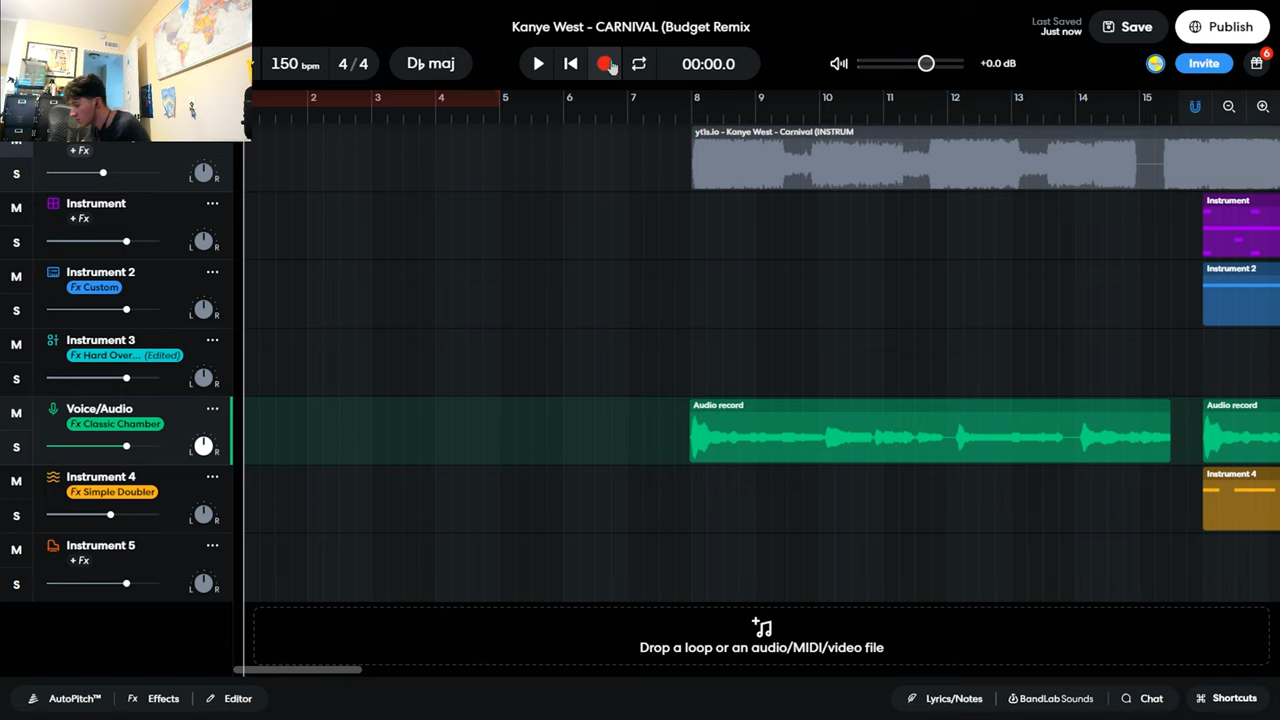 Kanye West - CARNIVAL (Budget Remix
Last Saved
Just now
Save
Publish
150 bpm
4 / 4
D♭ maj
00:00.0
+0.0 dB
Invite
6
2 3 4 5 6 7 8 9 10 11 12 13 14 15
yt1s.io - Kanye West - Carnival (INSTRUM
+ Fx
S
L R
M
Instrument
+ Fx
S
L R
Instrument
M
Instrument 2
Fx Custom
S
L R
Instrument 2
M
Instrument 3
Fx Hard Over... (Edited)
S
L R
M
Voice/Audio
Fx Classic Chamber
S
L R
Audio record
Audio record
M
Instrument 4
Fx Simple Doubler
S
L R
Instrument 4
M
Instrument 5
+ Fx
S
L R
Drop a loop or an audio/MIDI/video file
AutoPitch™
Fx Effects
Editor
Lyrics/Notes
BandLab Sounds
Chat
Shortcuts